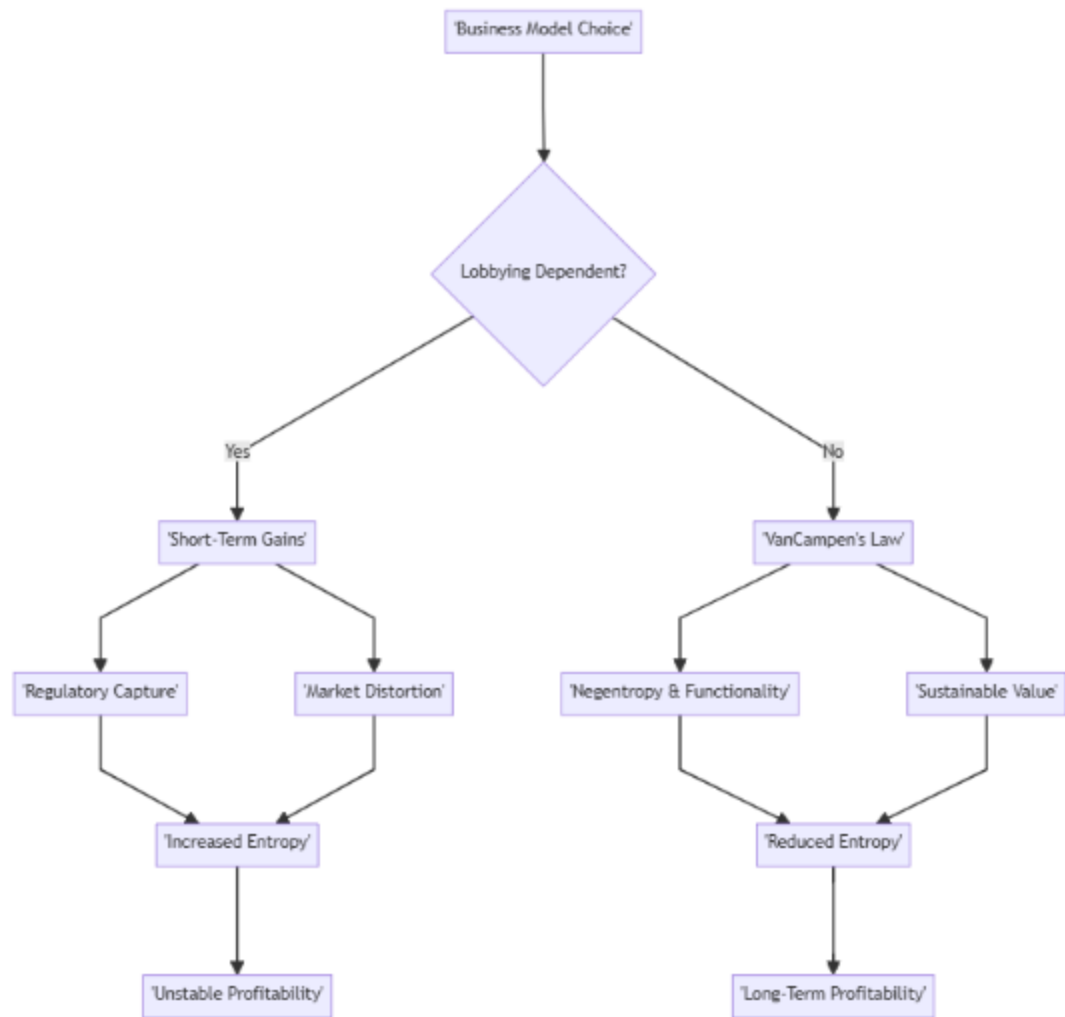 'Business Model Choice'
Lobbying Dependent?
Yes
No
'Short-Term Gains'
'VanCampen's Law'
'Regulatory Capture'
'Market Distortion'
'Negentropy & Functionality'
'Sustainable Value'
'Increased Entropy'
'Reduced Entropy'
'Unstable Profitability'
'Long-Term Profitability'